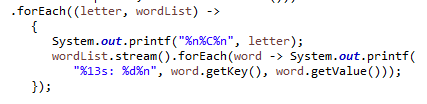 .forEach((letter, wordList) ->
{
System.out.printf("%n%C%n", letter);
wordList.stream().forEach(word -> System.out.printf(
"%13s: %d%n", word.getKey(), word.getValue()));
});